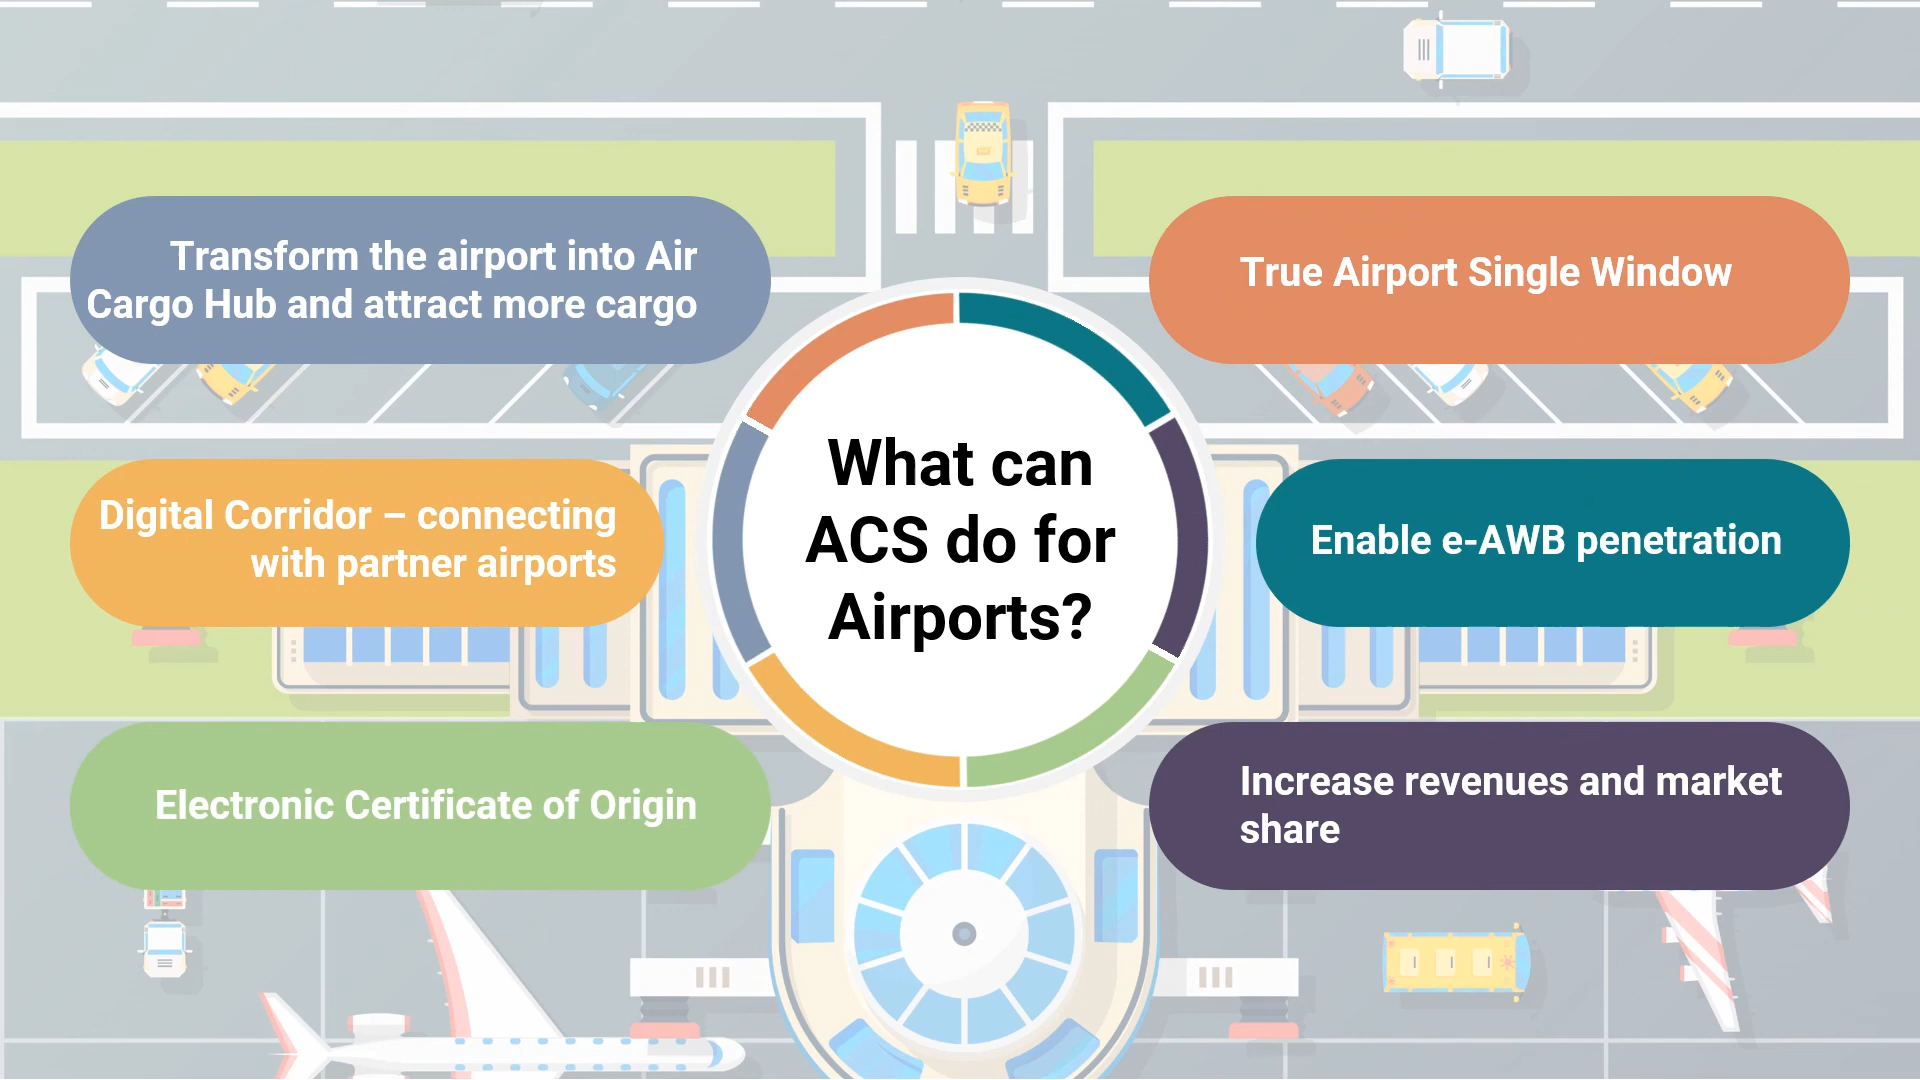 What can
ACS do for
Airports?
Transform the airport into Air
Cargo Hub and attract more cargo
Digital Corridor – connecting
with partner airports
Electronic Certificate of Origin
True Airport Single Window
Enable e-AWB penetration
Increase revenues and market
share